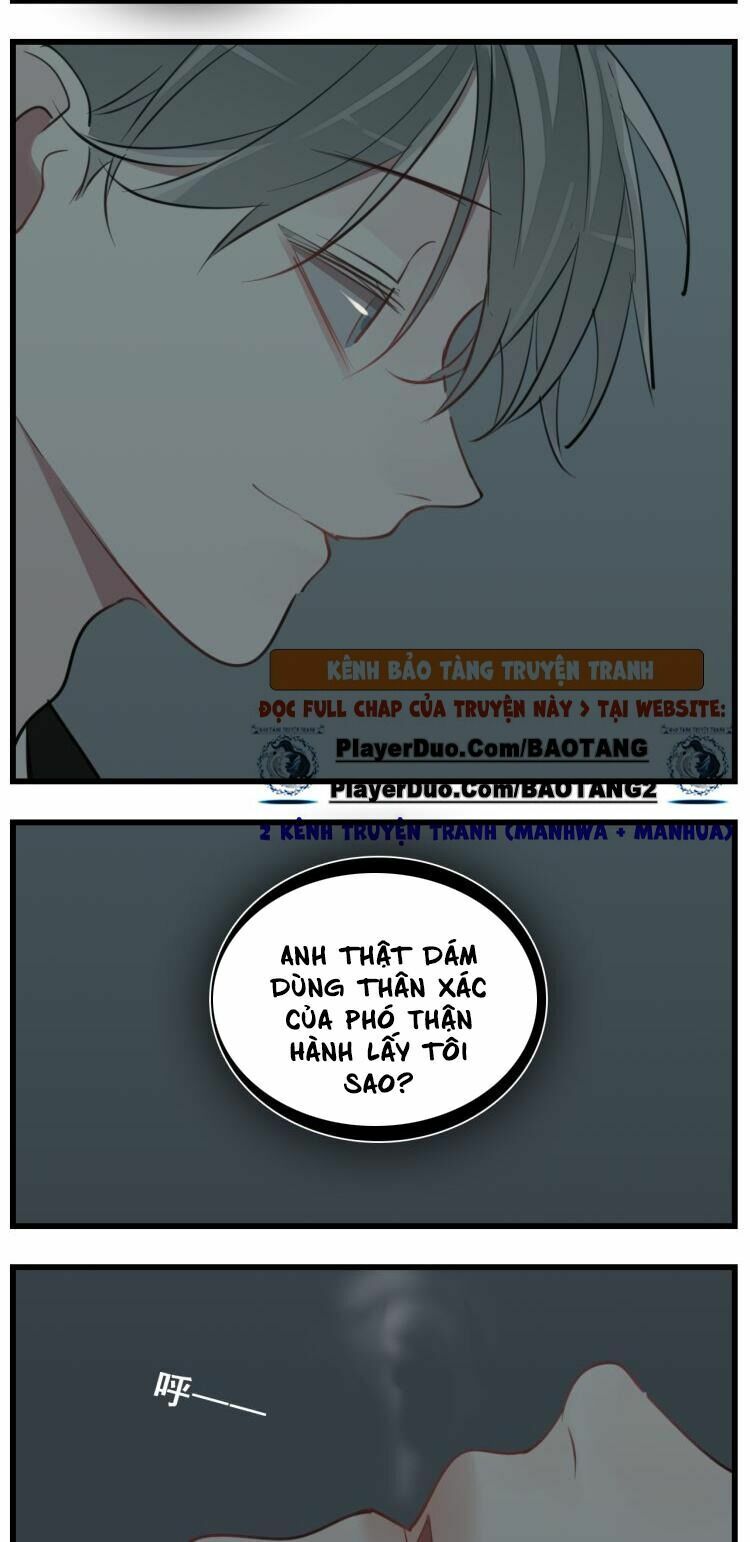 KÊNH BẢO TÀNG TRUYỆN TRANH
ĐỌC FULL CHAP CỦA TRUYỆN NÀY > TẠI WEBSITE:
PlayerDuo.Com/BAOTANG
PlayerDuo.Com/BAOTANG2
2 KÊNH TRUYỆN TRANH (MANHWA + MANHUA)
ANH THẬT DÁM
DÙNG THÂN XÁC
CỦA PHÓ THẬN
HÀNH LẤY TÔI
SAO?
呼——